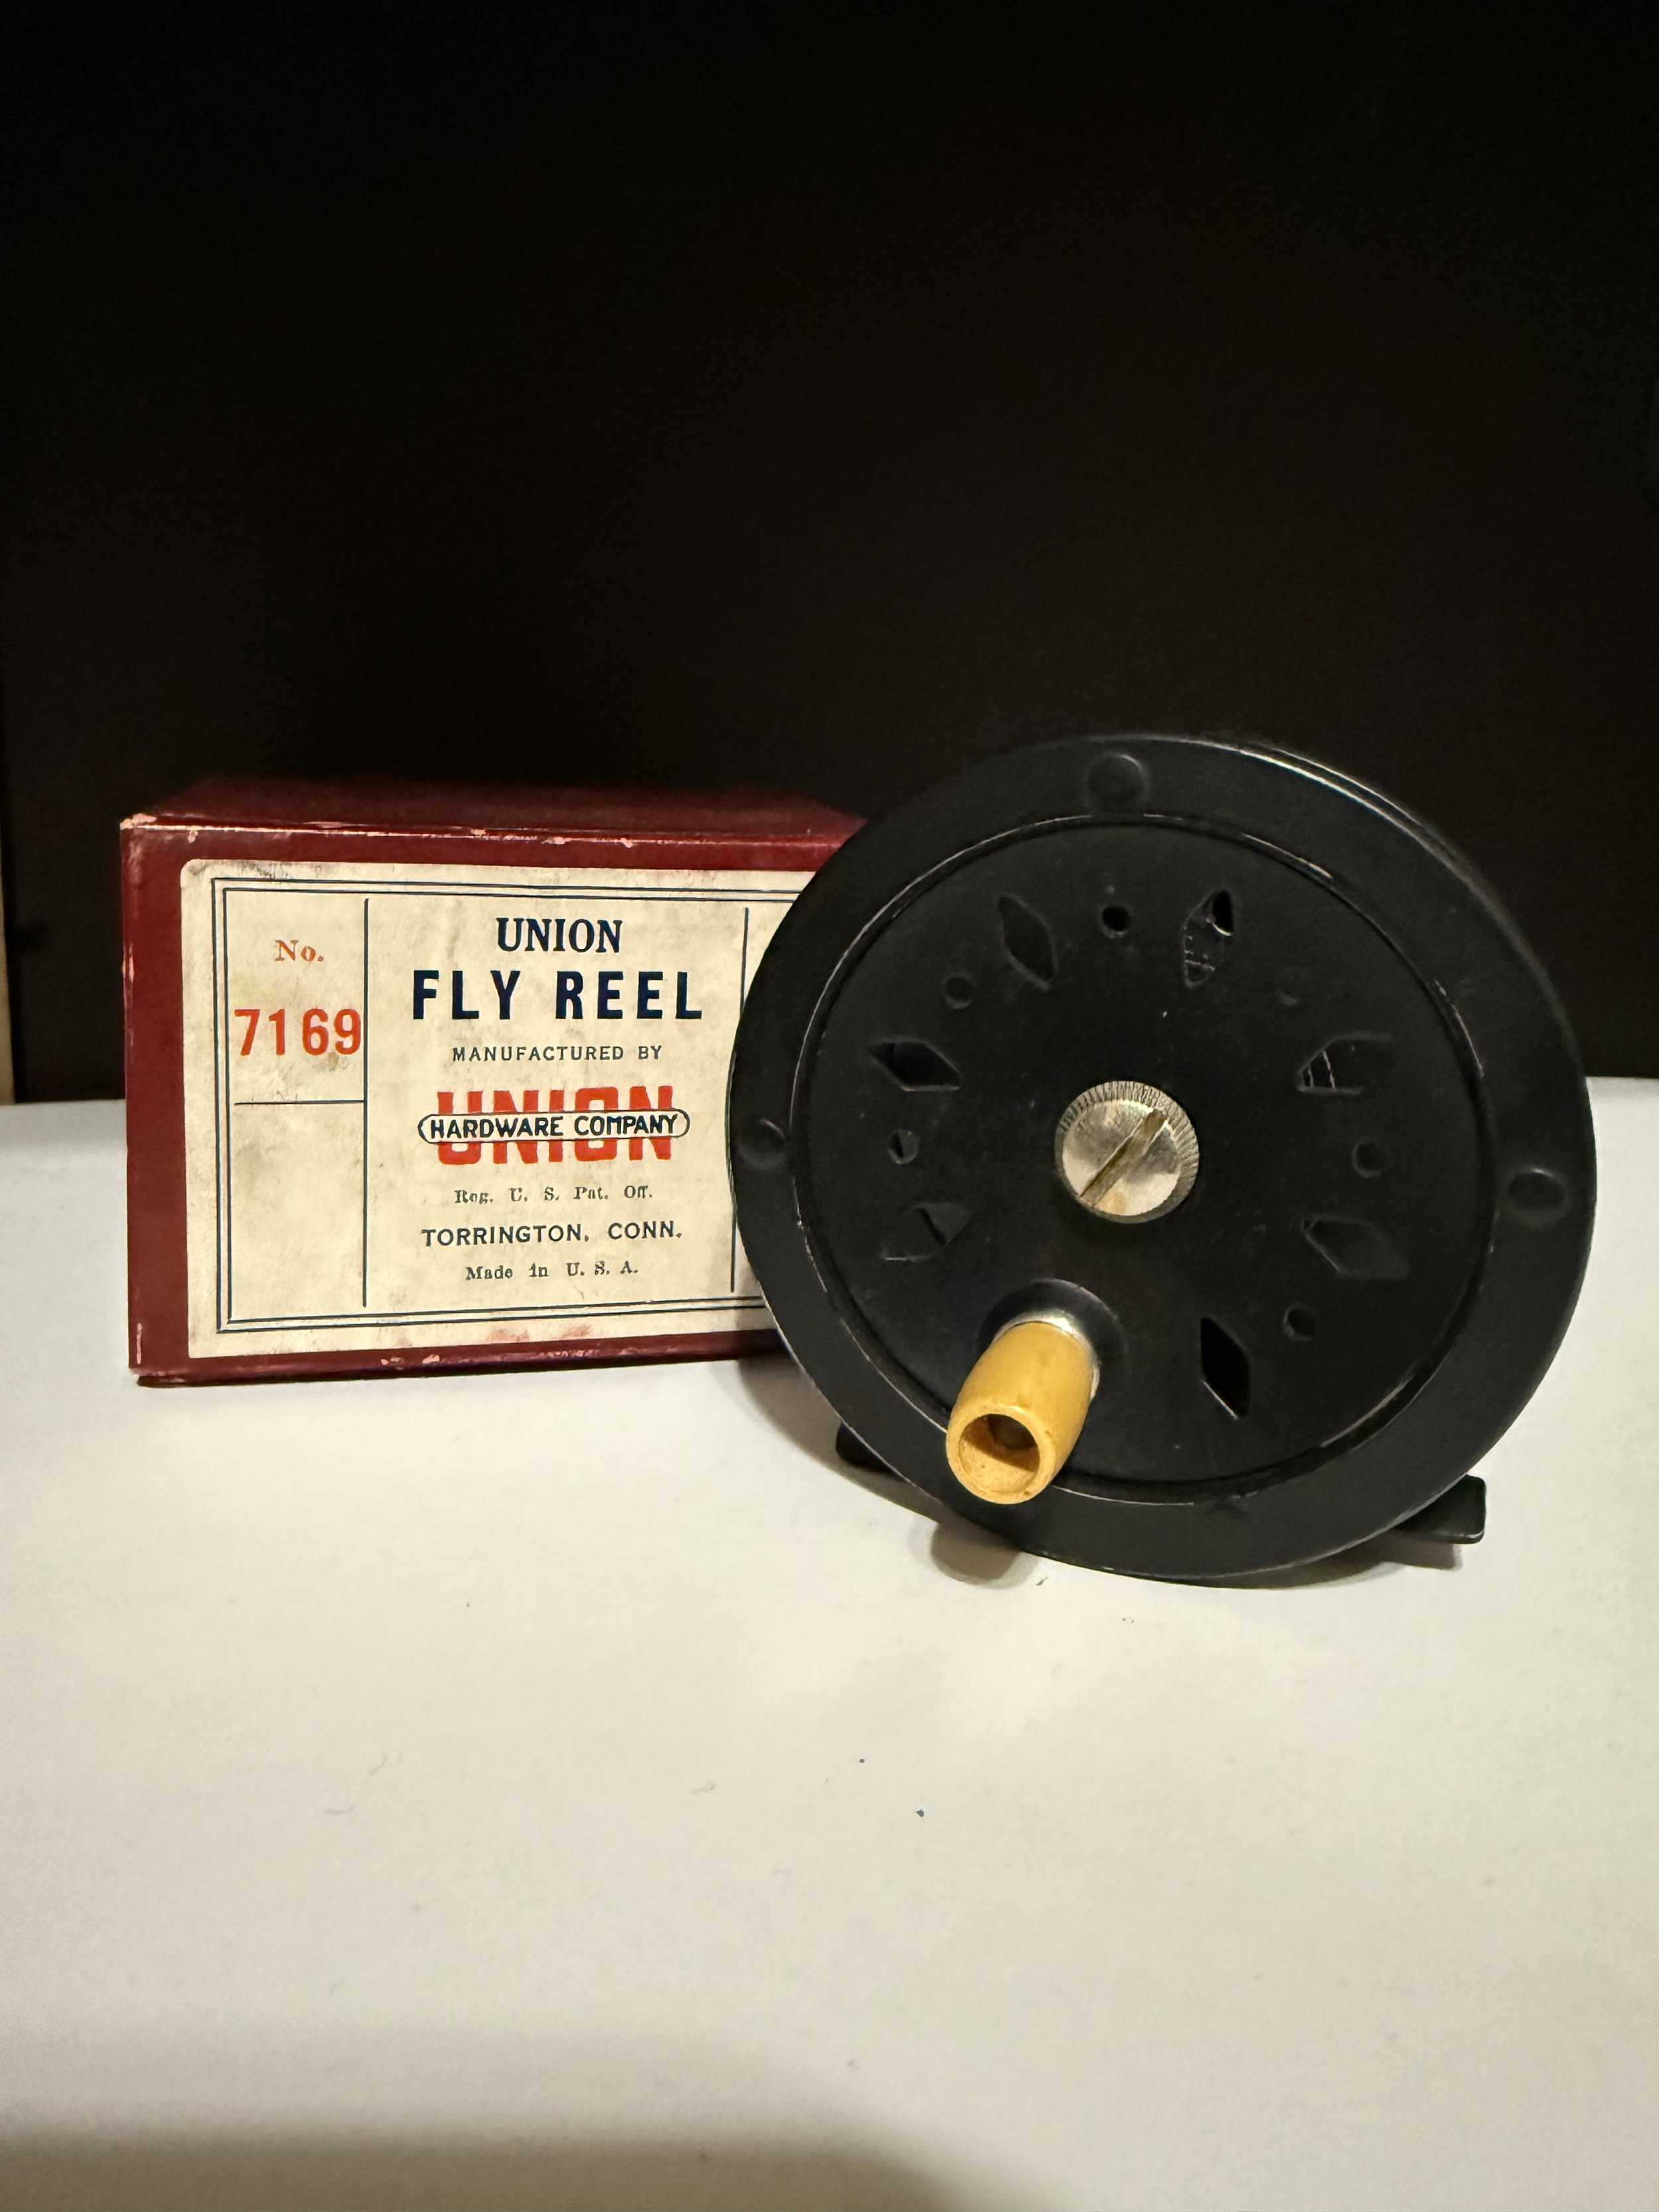 No.
7169
UNION
FLY REEL
MANUFACTURED BY
UNION
HARDWARE COMPANY
Reg. U. S. Pat. Off.
TORRINGTON, CONN.
Made in U. S. A.